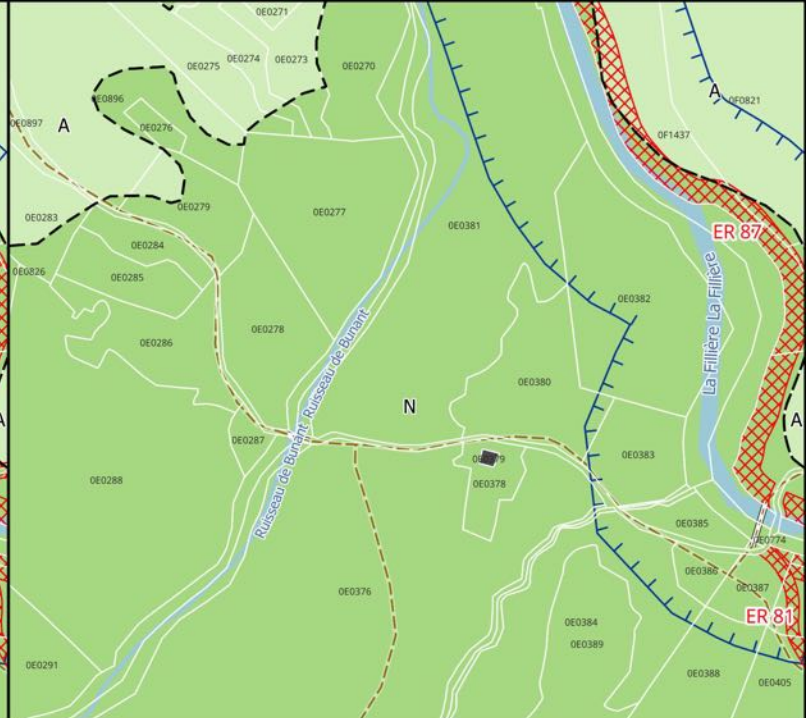 0E0271
0E0275
0E0274
0E0273
0E0270
A
0F0821
0E0896
0E0897
A
0E0276
0F1437
0E0283
0E0279
0E0277
0E0381
ER 87
0E0284
0E0826
0E0285
0E0382
La Fillière La Fillière
0E0278
0E0286
Ruisseau de Bunant Ruisseau de Bunant
0E0380
N
A
A
0E0287
0E0383
0E0288
0E0378
0E0385
0E0774
0E0386
0E0387
0E0376
ER 81
0E0384
0E0389
0E0291
0E0388
0E0405